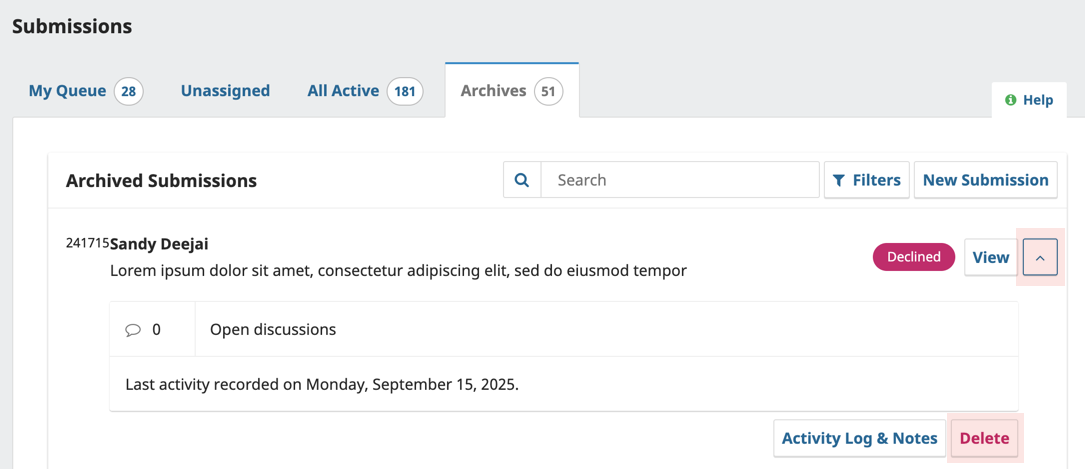 Submissions
My Queue 28 Unassigned All Active 181 Archives 51
Help
Archived Submissions Search Filters New Submission
241715 Sandy Deejai
Lorem ipsum dolor sit amet, consectetur adipiscing elit, sed do eiusmod tempor
Declined View
0 Open discussions
Last activity recorded on Monday, September 15, 2025.
Activity Log & Notes Delete